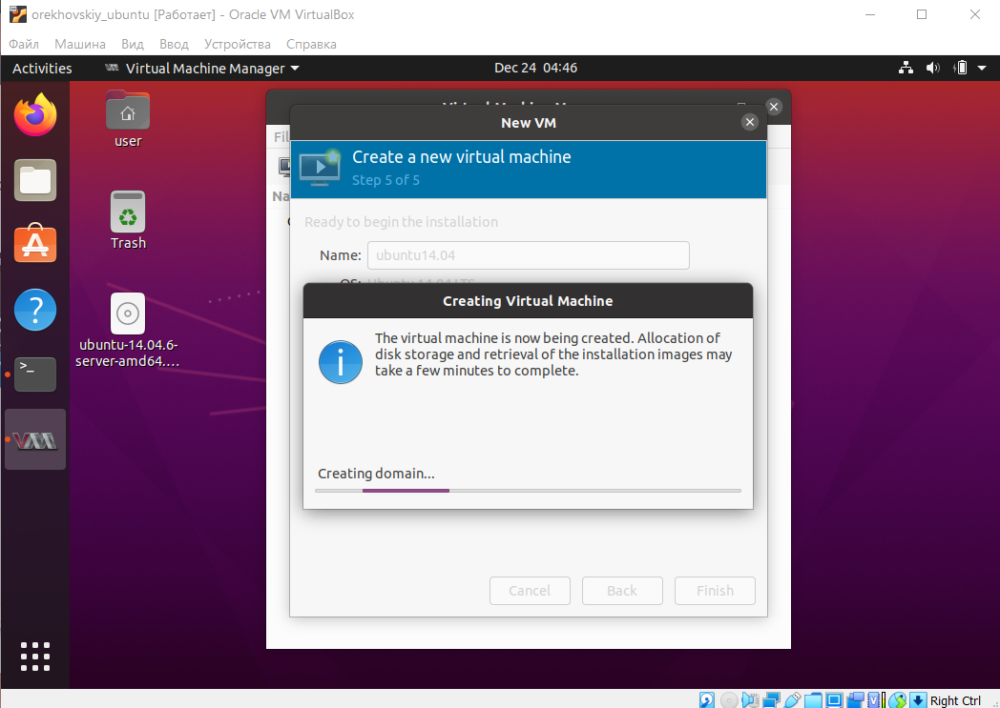 orekhovskiy_ubuntu [Работает] - Oracle VM VirtualBox
Файл Машина Вид Ввод Устройства Справка
Activities Virtual Machine Manager Dec 24 04:46
New VM
Create a new virtual machine
Step 5 of 5
user
Ready to begin the installation
Trash
Name: ubuntu14.04
OS: Ubuntu 14.04 LTS
Creating Virtual Machine
The virtual machine is now being created. Allocation of
disk storage and retrieval of the installation images may
take a few minutes to complete.
ubuntu-14.04.6-
server-amd64....
Creating domain...
Cancel Back Finish
Right Ctrl